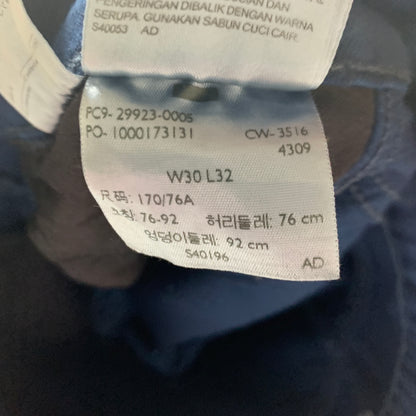 PENGERINGAN DIBALIK DENGAN WARNA
SERUPA. GUNAKAN SABUN CUCI CAIR.
S40053 AD
PC9- 29923-0005
PO-1000173131 CW-3516
4309
W30 L32
尺码: 170/76A
76-92 허리둘레: 76 cm
엉덩이둘레: 92 cm
S40196 AD